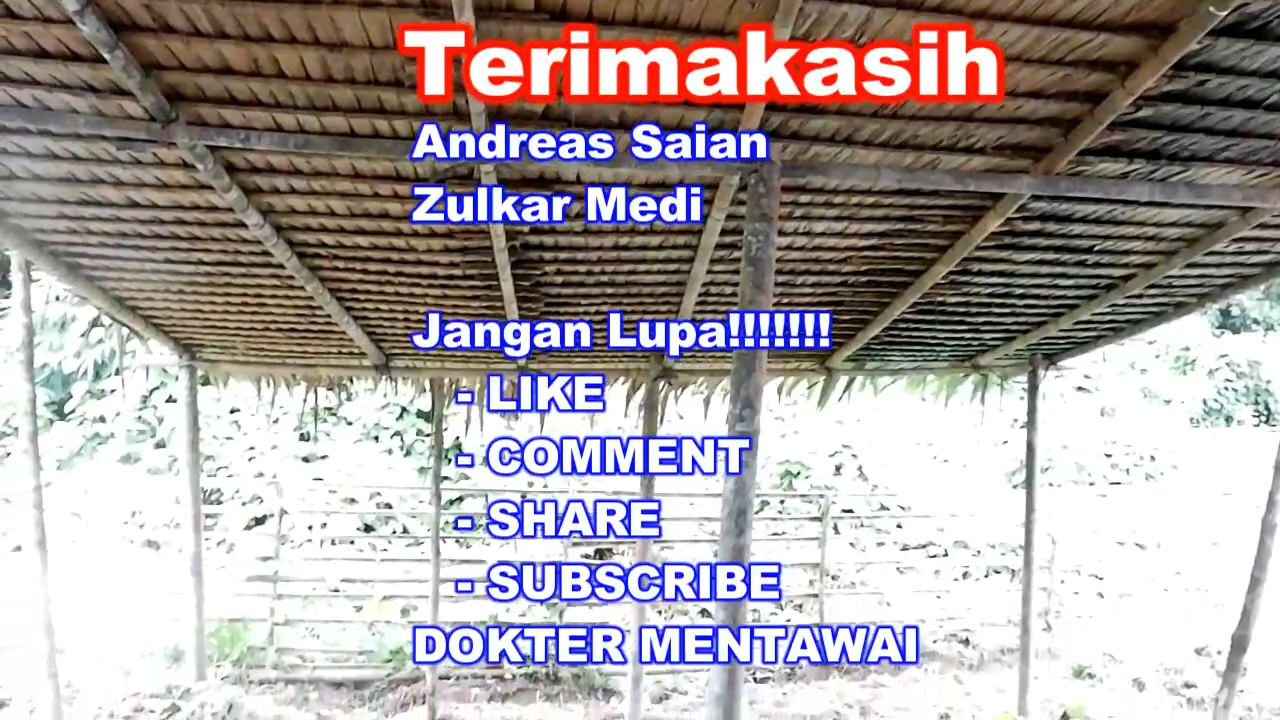 Terimakasih
Andreas Saian
Zulkar Medi
Jangan Lupa!!!!!!!
- LIKE
- COMMENT
- SHARE
- SUBSCRIBE
DOKTER MENTAWAI